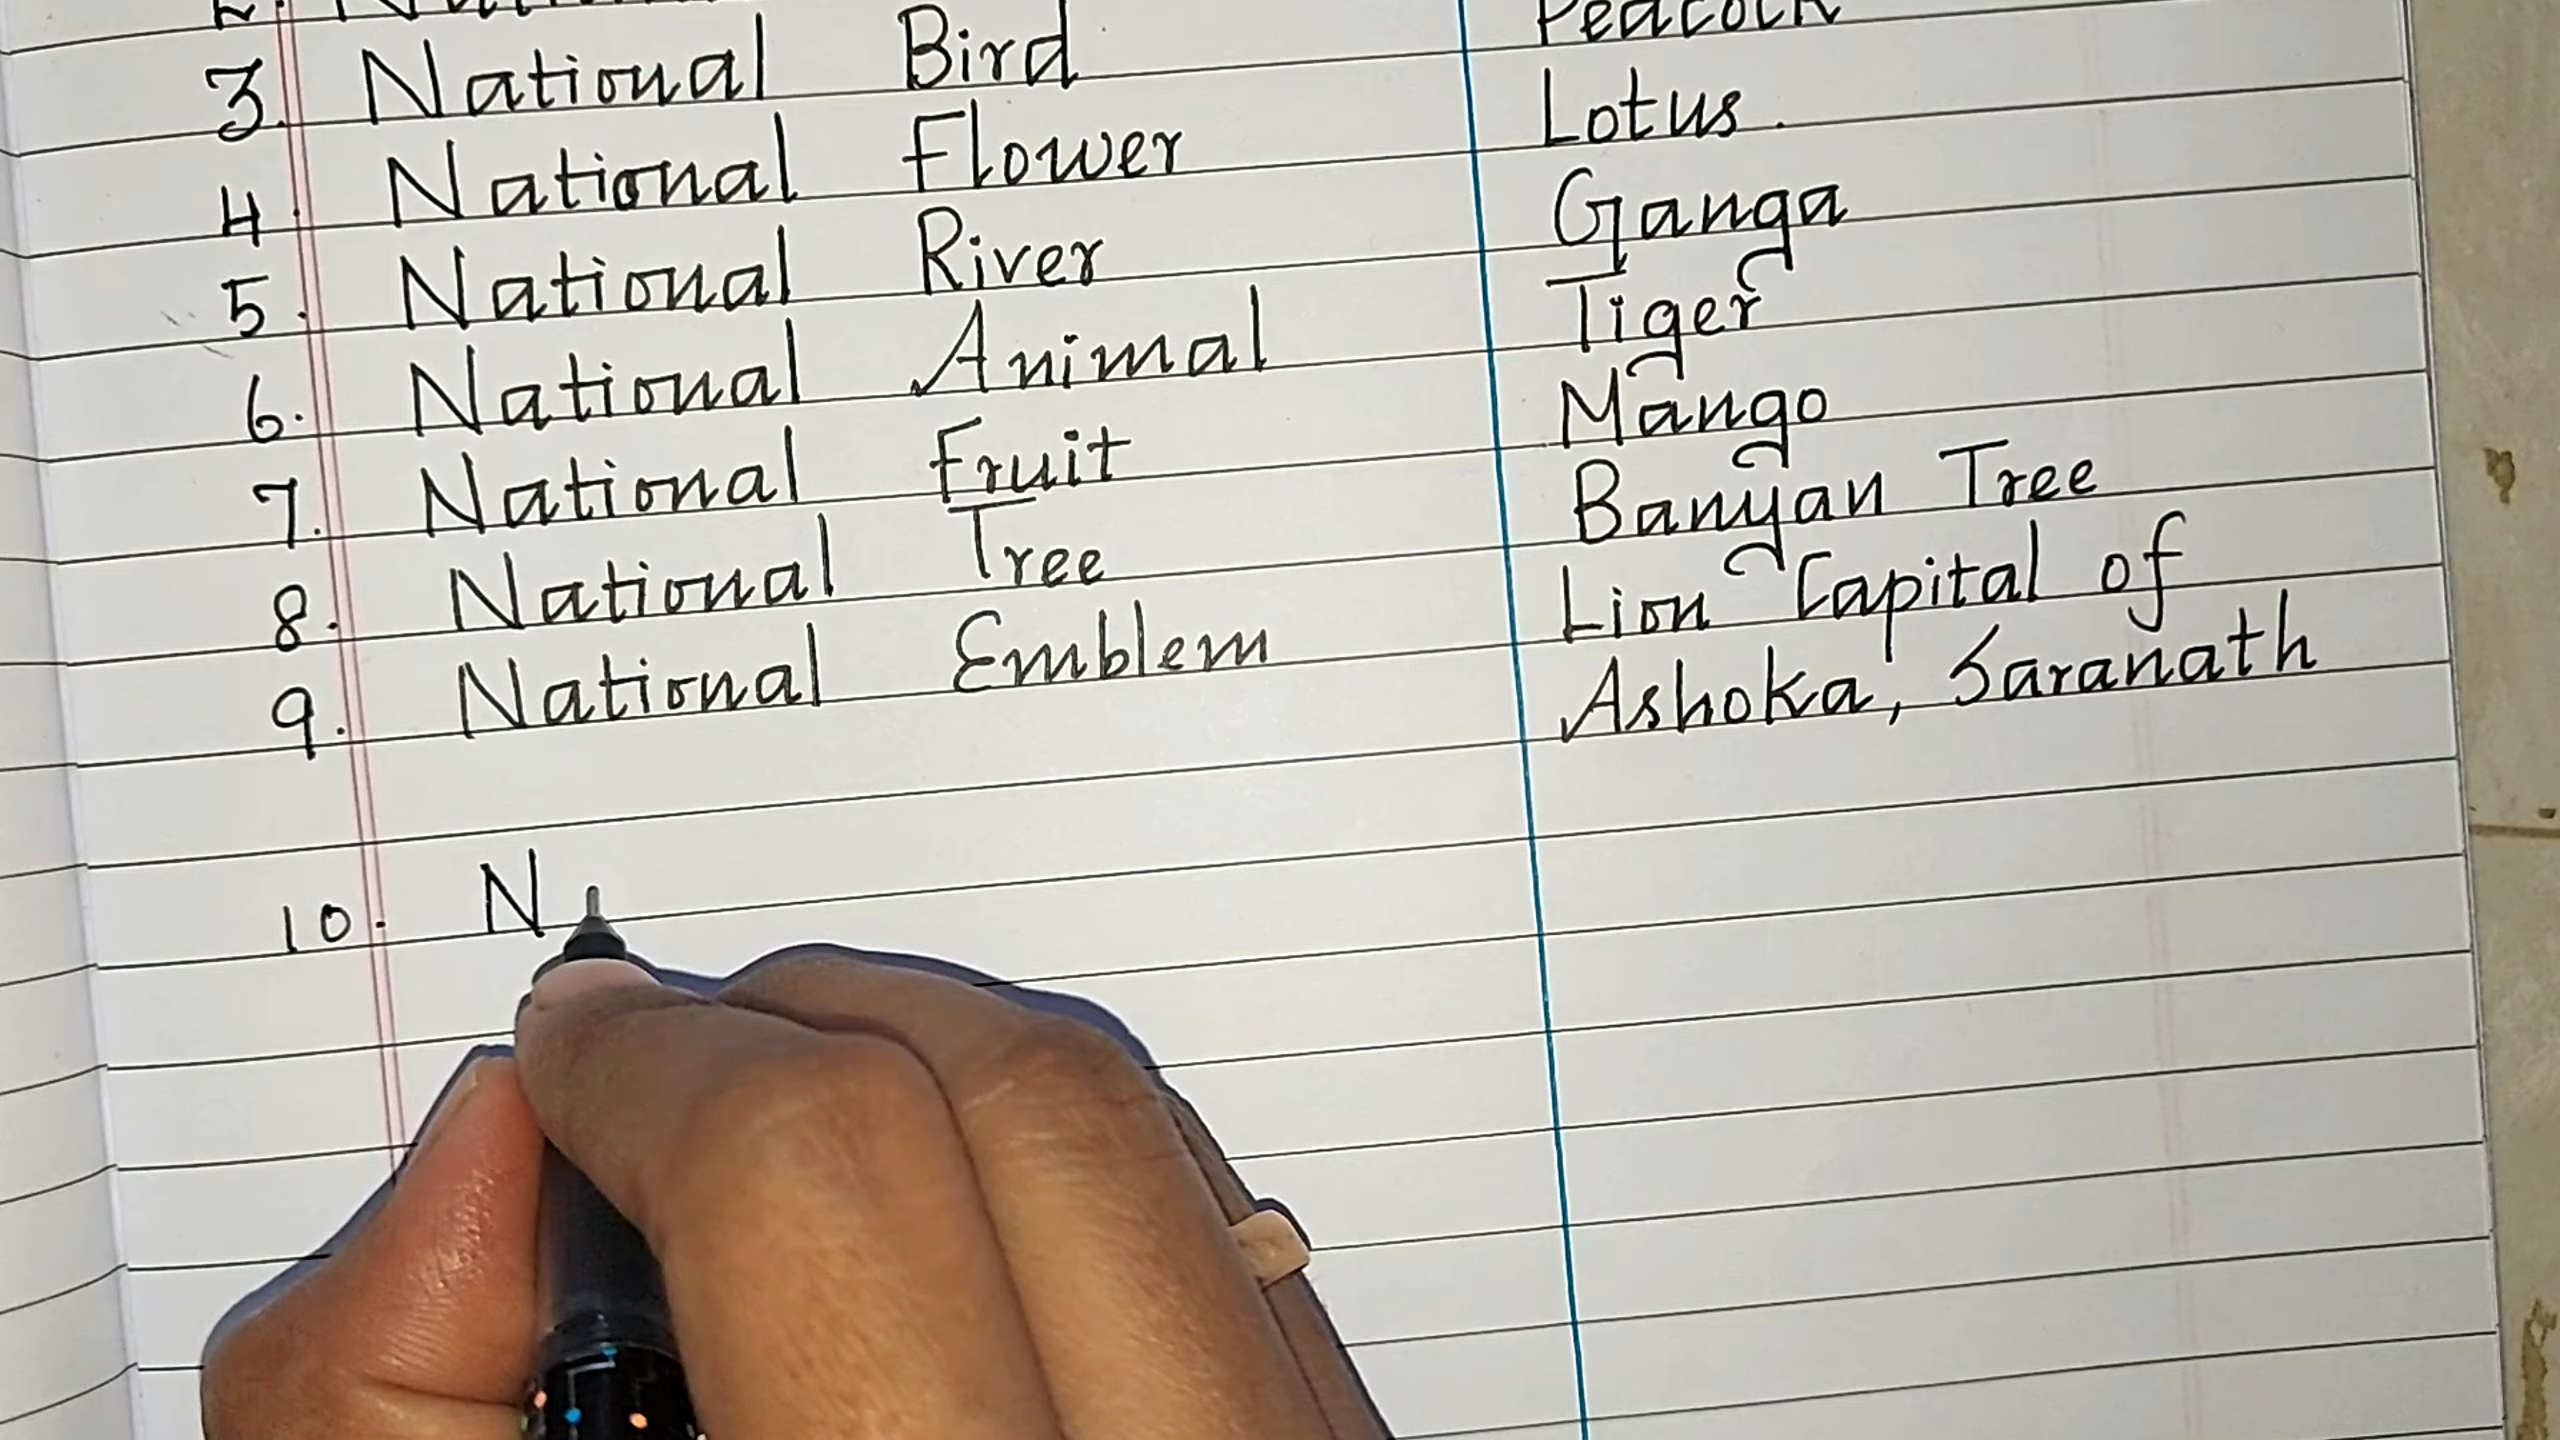 3. National Bird Peacock
4. National Flower Lotus.
5. National River Ganga
6. National Animal Tiger
7. National Fruit Mango
8. National Tree Banyan Tree
9. National Emblem Lion Capital of
Ashoka, Saranath
10. N